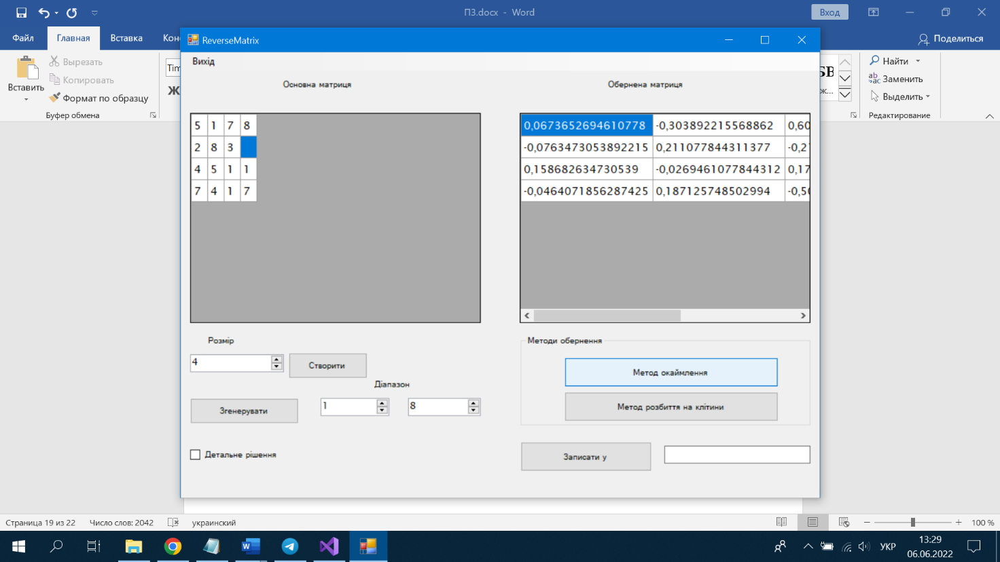 П3.docx - Word
Вход
Файл
Главная
Вставка
Поделиться
ReverseMatrix
Вихід
Вставить
Вырезать
Копировать
Формат по образцу
Буфер обмена
Ж
Найти
Заменить
Выделить
Редактирование
Основна матриця
Обернена матриця
5 1 7 8
2 8 3
4 5 1 1
7 4 1 7
0,0673652694610778 -0,303892215568862 0,60
-0,0763473053892215 0,211077844311377 -0,2
0,158682634730539 -0,0269461077844312 0,17
-0,0464071856287425 0,187125748502994 -0,50
Розмір
4
Створити
Діапазон
Згенерувати
1
8
Детальне рішення
Методи обернення
Метод окаймлення
Метод розбиття на клітини
Записати у
Страница 19 из 22 Число слов: 2042 украинский
100 %
УКР
13:29
06.06.2022